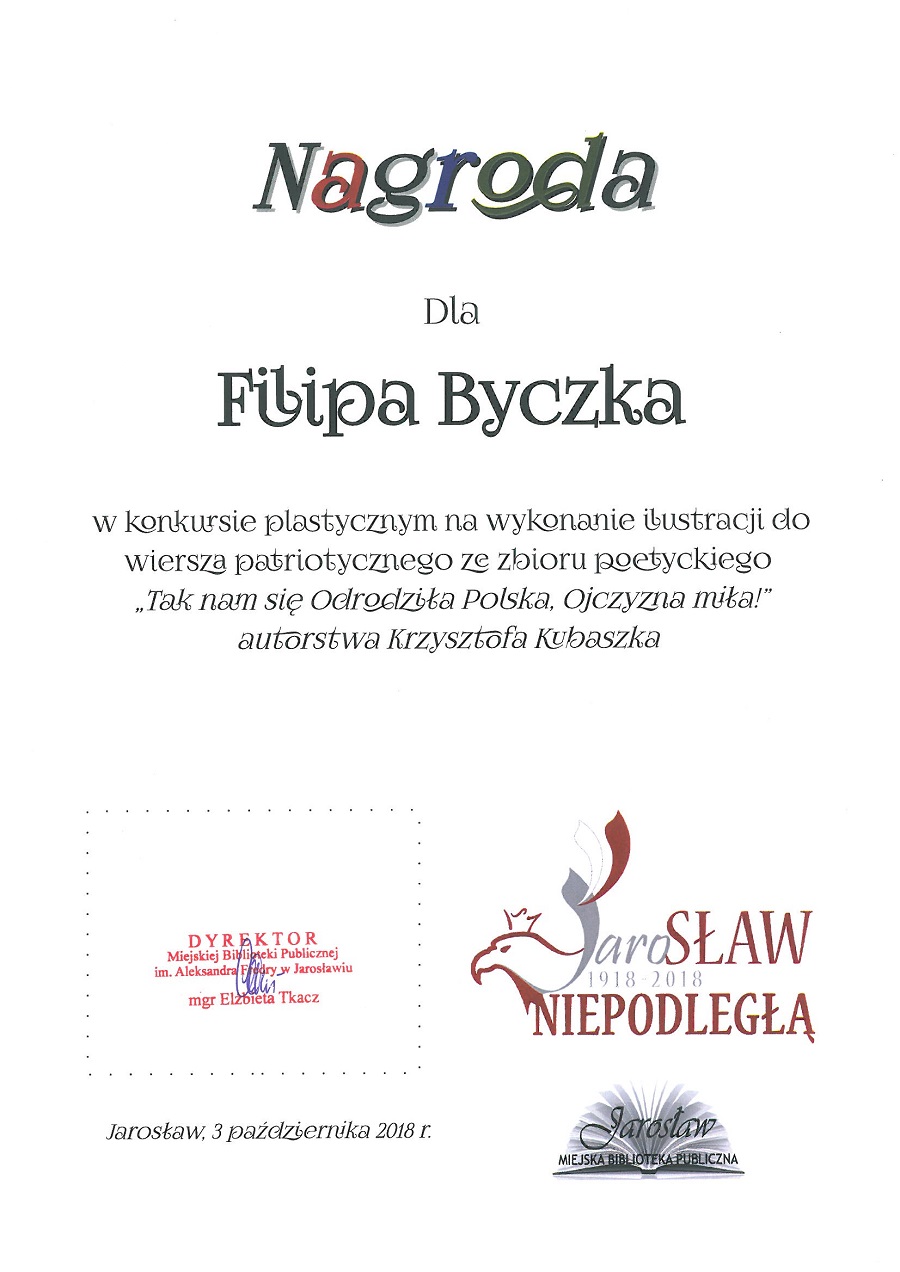 Nagroda
Dla
Filipa Byczka
w konkursie plastycznym na wykonanie ilustracji do
wiersza patriotycznego ze zbioru poetyckiego
„Tak nam się Odrodziła Polska, Ojczyzna miła!”
autorstwa Krzysztofa Kubaszka
DYREKTOR
Miejskiej Biblioteki Publicznej
im. Aleksandra Fredry w Jarosławiu
mgr Elżbieta Tkacz
Jarosław, 3 października 2018 r.
JaroSŁAW
1918-2018
NIEPODLEGŁĄ
Jarosław
MIEJSKA BIBLIOTEKA PUBLICZNA